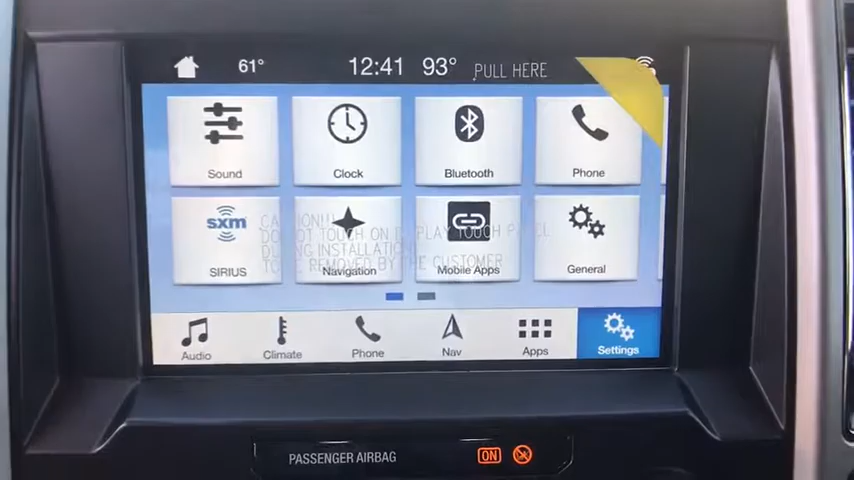 61° 12:41 93° PULL HERE
Sound Clock Bluetooth Phone
sxm
SIRIUS Navigation Mobile Apps General
CAUTION!!
DO NOT TOUCH ON DISPLAY TOUCH PANEL
DURING INSTALLATION
TO BE REMOVED BY THE CUSTOMER
Audio Climate Phone Nav Apps Settings
PASSENGER AIRBAG ON